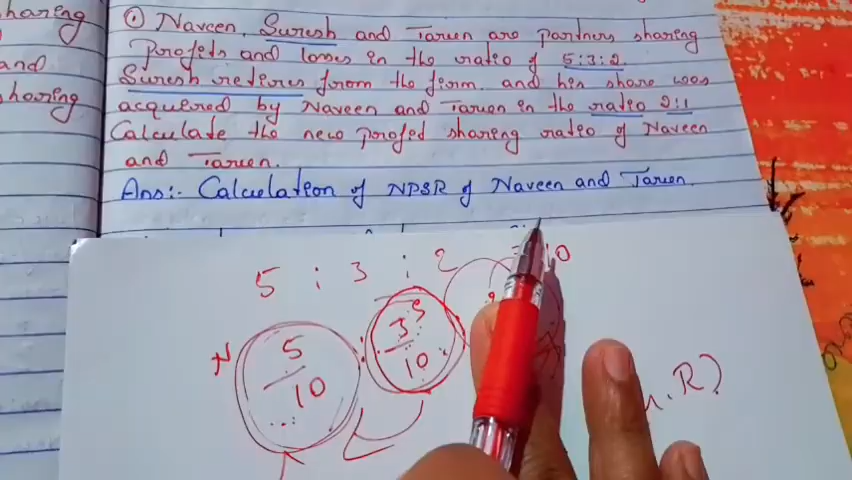 haring
and
sharing
① Naveen, Suresh and Tarun are partners sharing
Profits and losses in the ratio of 5:3:2.
Suresh retires from the firm and his share was
acquered by Naveen and Tarun in the ratio 2:1
Calculate the new profit sharing ratio of Naveen
and Tarun.
Ans:- Calculation of NPSR of Naveen and Tarun.
5 : 3 : 2 = 10
N 5/10 : 3/10 S
.R)